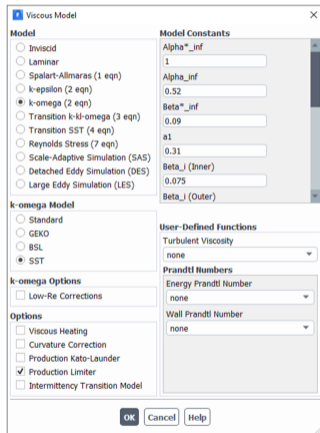 Viscous Model
Model
Inviscid
Laminar
Spalart-Allmaras (1 eqn)
k-epsilon (2 eqn)
k-omega (2 eqn)
Transition k-kl-omega (3 eqn)
Transition SST (4 eqn)
Reynolds Stress (7 eqn)
Scale-Adaptive Simulation (SAS)
Detached Eddy Simulation (DES)
Large Eddy Simulation (LES)
k-omega Model
Standard
GEKO
BSL
SST
k-omega Options
Low-Re Corrections
Options
Viscous Heating
Curvature Correction
Production Kato-Launder
Production Limiter
Intermittency Transition Model
Model Constants
Alpha*_inf
1
Alpha_inf
0.52
Beta*_inf
0.09
a1
0.31
Beta_i (Inner)
0.075
Beta_i (Outer)
User-Defined Functions
Turbulent Viscosity
none
Prandtl Numbers
Energy Prandtl Number
none
Wall Prandtl Number
none
OK Cancel Help